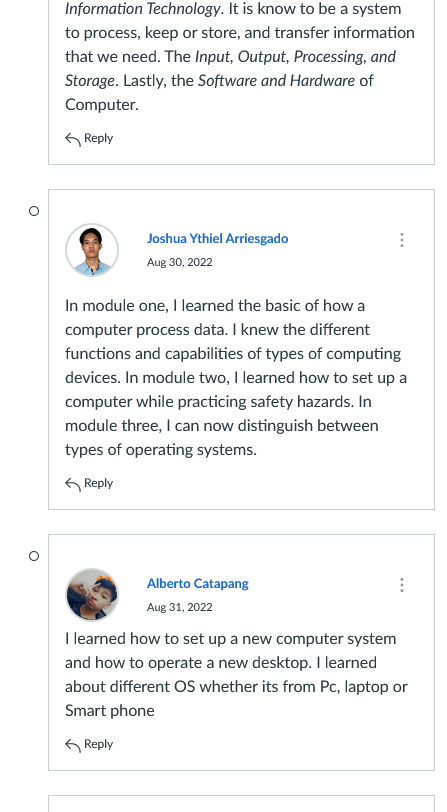 Information Technology. It is know to be a system
to process, keep or store, and transfer information
that we need. The Input, Output, Processing, and
Storage. Lastly, the Software and Hardware of
Computer.
Reply
Joshua Ythiel Arriesgado
Aug 30, 2022
In module one, I learned the basic of how a
computer process data. I knew the different
functions and capabilities of types of computing
devices. In module two, I learned how to set up a
computer while practicing safety hazards. In
module three, I can now distinguish between
types of operating systems.
Reply
Alberto Catapang
Aug 31, 2022
I learned how to set up a new computer system
and how to operate a new desktop. I learned
about different OS whether its from Pc, laptop or
Smart phone
Reply